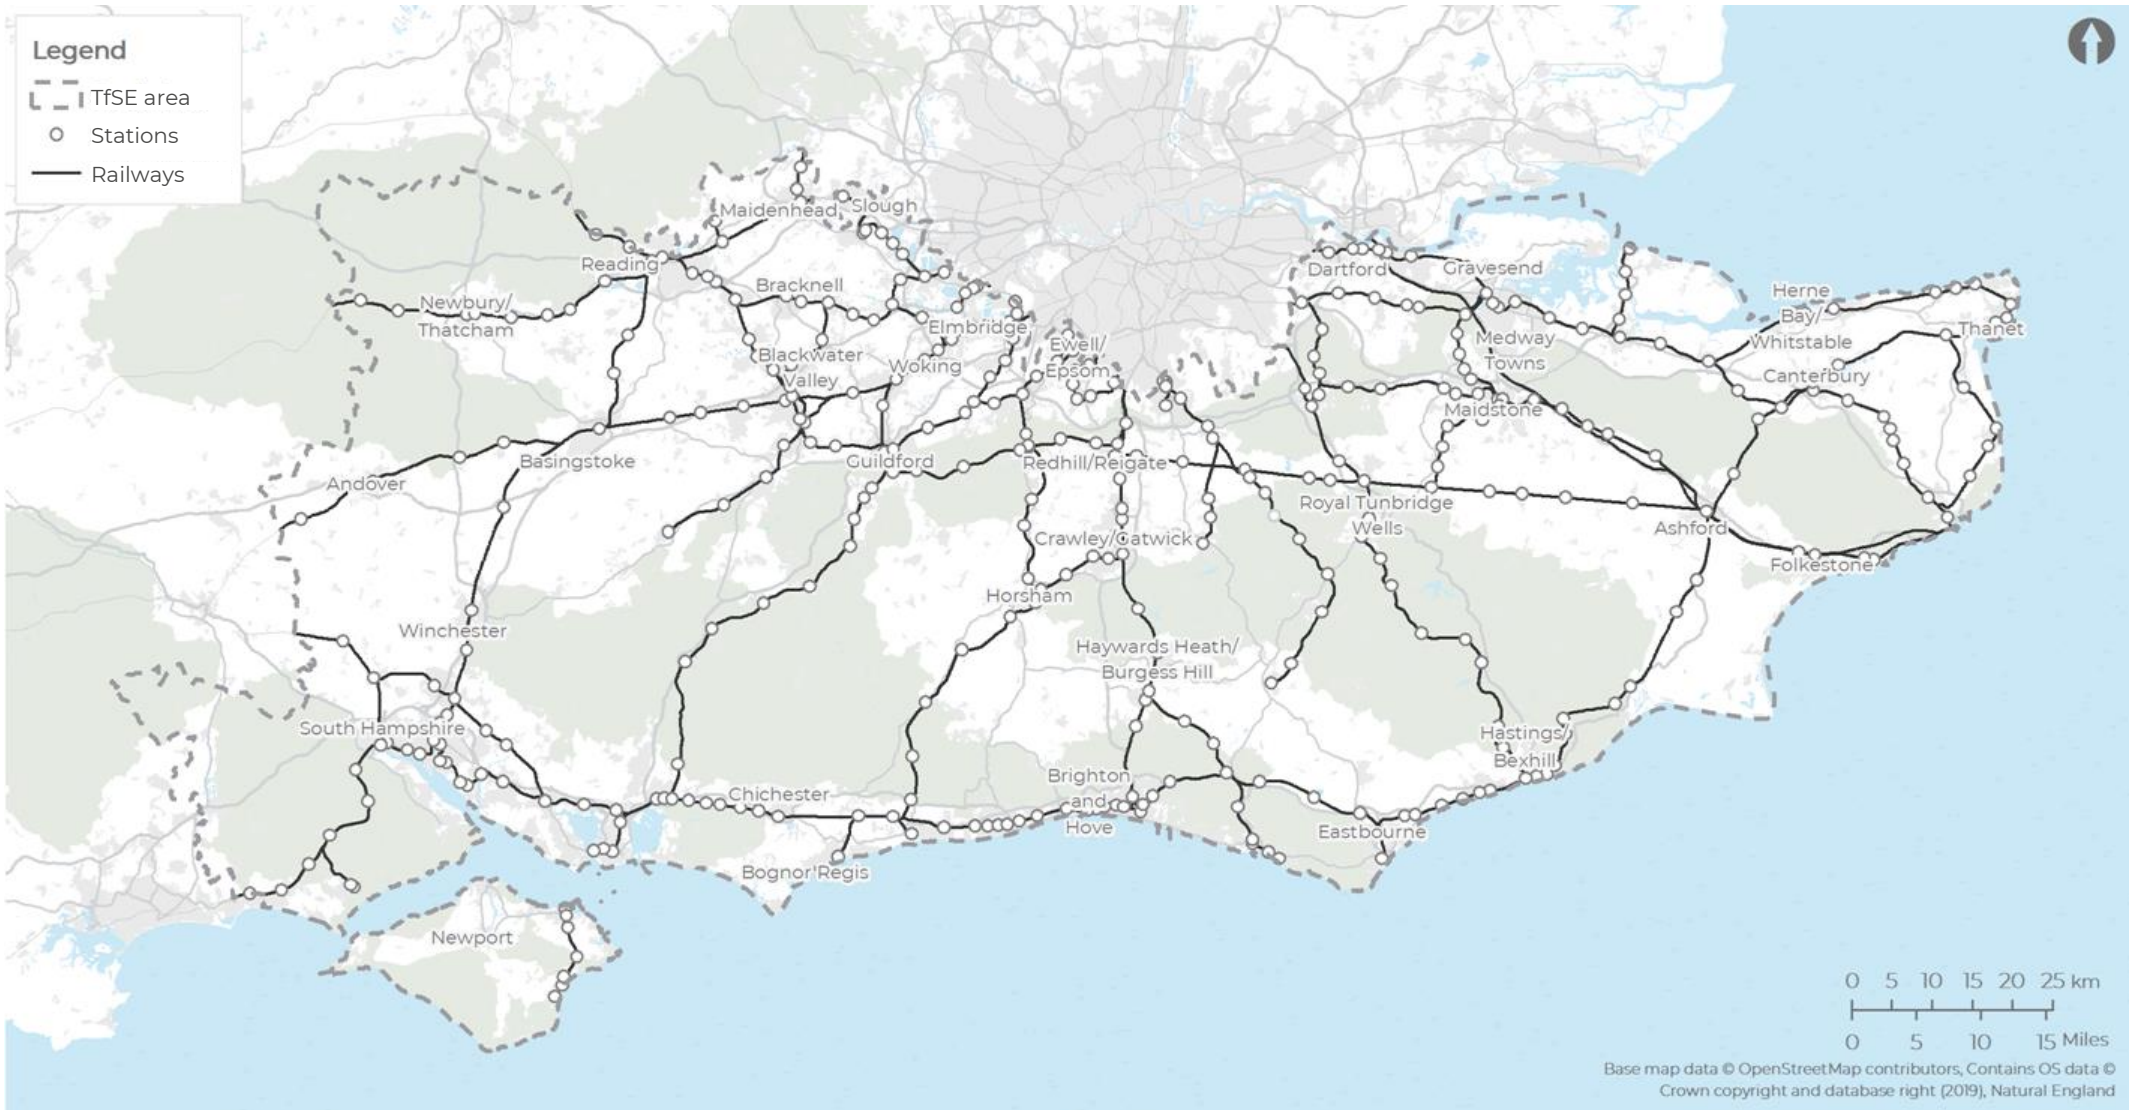 Legend
TfSE area
Stations
Railways
Maidenhead
Slough
Reading
Dartford
Gravesend
Bracknell
Newbury/
Thatcham
Herne
Bay/
Whitstable
Thanet
Elmbridge
Ewell/
Epsom
Medway
Towns
Blackwater
Valley
Woking
Canterbury
Maidstone
Basingstoke
Guildford
Redhill/Reigate
Andover
Royal Tunbridge
Wells
Ashford
Crawley/Gatwick
Folkestone
Horsham
Winchester
Haywards Heath/
Burgess Hill
South Hampshire
Hastings/
Bexhill
Brighton
and
Hove
Chichester
Eastbourne
Bognor Regis
Newport
0 5 10 15 20 25 km
0 5 10 15 Miles
Base map data © OpenStreetMap contributors, Contains OS data ©
Crown copyright and database right (2019), Natural England